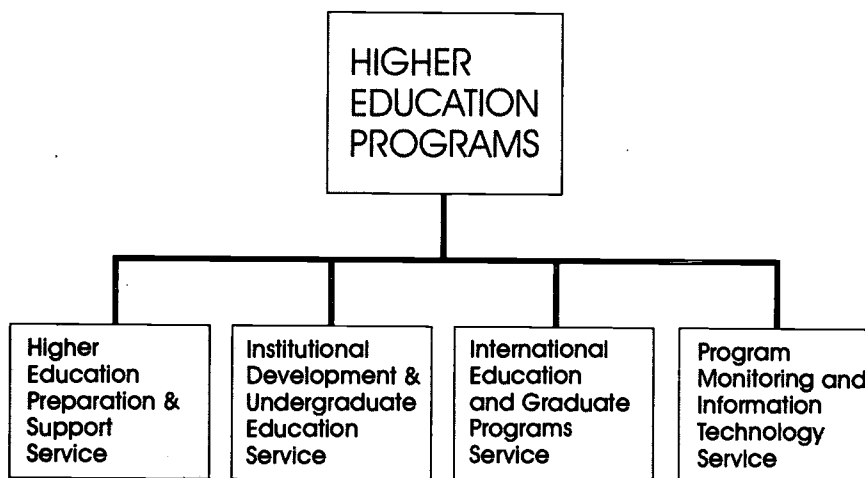 HIGHER
EDUCATION
PROGRAMS
Higher
Education
Preparation &
Support
Service
Institutional
Development &
Undergraduate
Education
Service
International
Education
and Graduate
Programs
Service
Program
Monitoring and
Information
Technology
Service